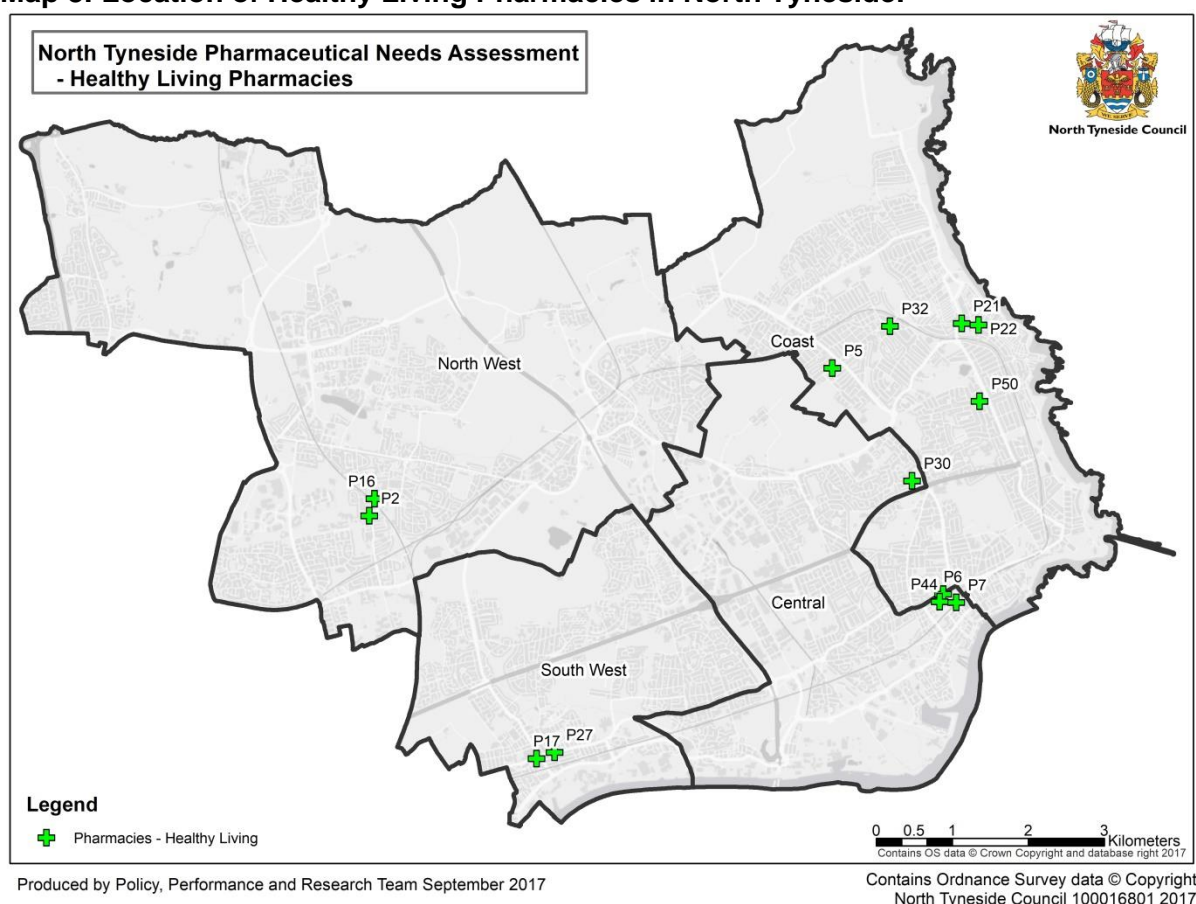 Location of Healthy Living Pharmacies in North Tyneside.
North Tyneside Pharmaceutical Needs Assessment
- Healthy Living Pharmacies
WE SERVE
North Tyneside Council
P32
P21
P22
Coast
P5
North West
P50
P30
P16
P2
P6
P44
P7
Central
South West
P17
P27
Legend
Pharmacies - Healthy Living
0 0.5 1 2 3
Kilometers
Contains OS data © Crown Copyright and database right 2017
Produced by Policy, Performance and Research Team September 2017
Contains Ordnance Survey data © Copyright
North Tyneside Council 100016801 2017